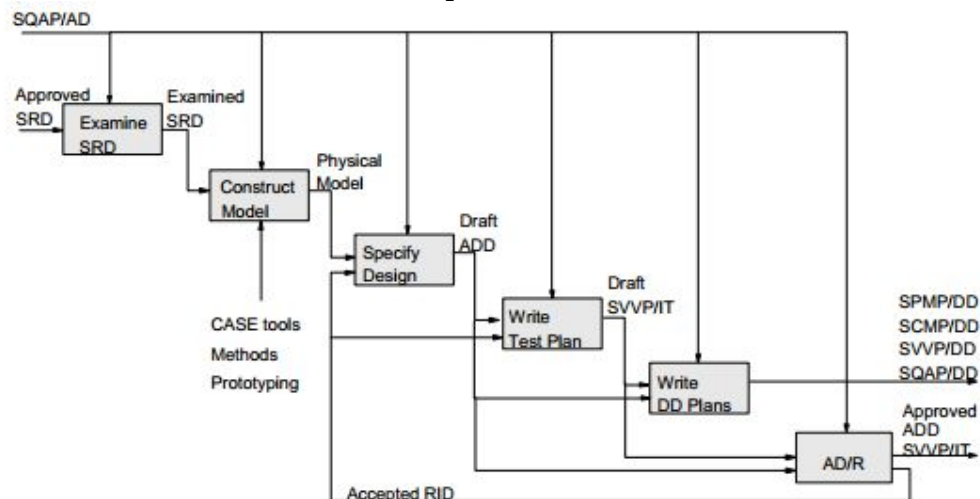 SQAP/AD
Approved
SRD
Examined
SRD
Examine
SRD
Physical
Model
Construct
Model
Draft
ADD
Specify
Design
CASE tools
Methods
Prototyping
Draft
SVVP/IT
Write
Test Plan
SPMP/DD
SCMP/DD
SVVP/DD
SQAP/DD
Write
DD Plans
Approved
ADD
SVVP/IT
AD/R
Accepted RID